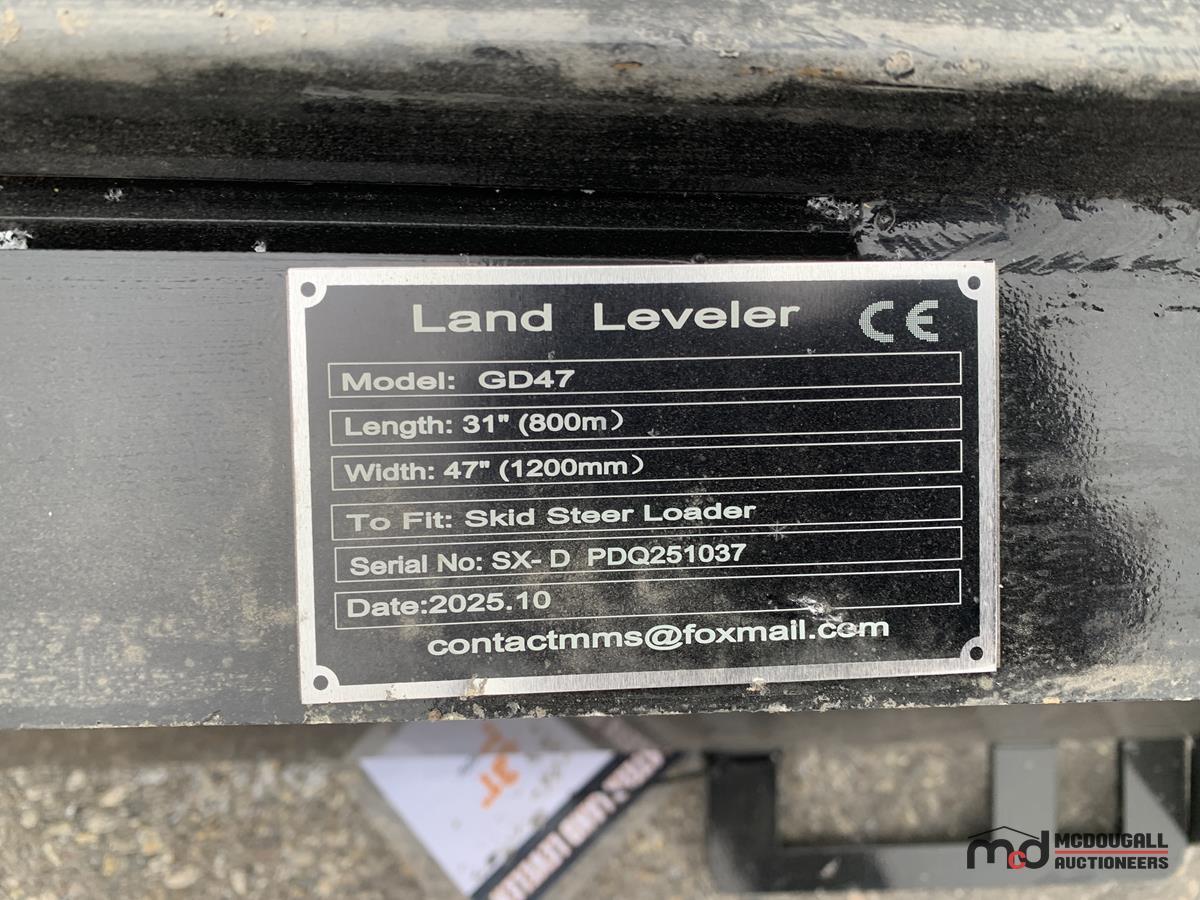 Land Leveler CE
Model: GD47
Length: 31" (800m）
Width: 47" (1200mm）
To Fit: Skid Steer Loader
Serial No: SX- D PDQ251037
Date:2025.10
contactmms@foxmail.com
mcd MCDOUGALL
AUCTIONEERS